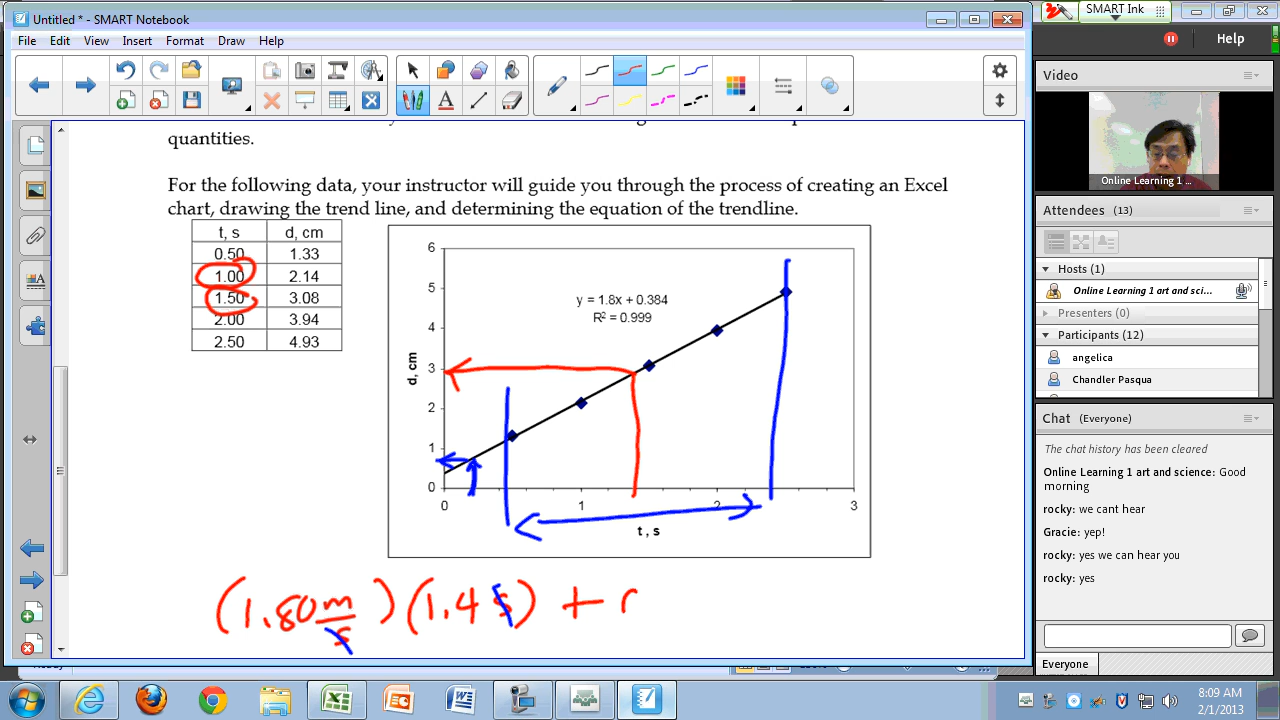 Untitled * - SMART Notebook
SMART Ink
File Edit View Insert Format Draw Help
Help
quantities.
For the following data, your instructor will guide you through the process of creating an Excel
chart, drawing the trend line, and determining the equation of the trendline.
t, s d, cm
0.50 1.33
1.00 2.14
1.50 3.08
2.00 3.94
2.50 4.93
d, cm
6
5
4
3
2
1
0
y = 1.8x + 0.384
R² = 0.999
0 1 2 3
t , s
(1.80 m/s)(1.4 s) +
Video
Online Learning 1 ...
Attendees (13)
Hosts (1)
Online Learning 1 art and sci...
Presenters (0)
Participants (12)
angelica
Chandler Pasqua
Chat (Everyone)
The chat history has been cleared
Online Learning 1 art and science: Good
morning
rocky: we cant hear
Gracie: yep!
rocky: yes we can hear you
rocky: yes
Everyone
8:09 AM
2/1/2013